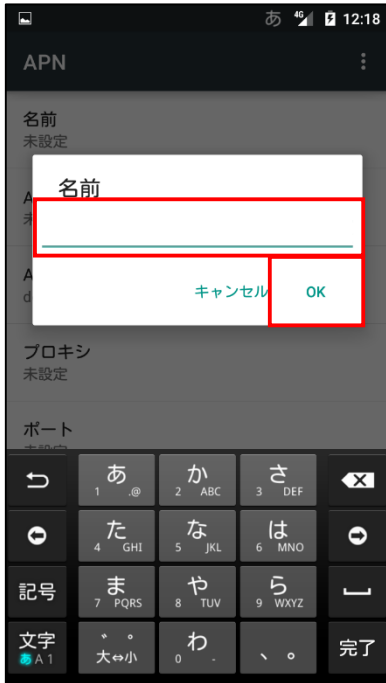 あ 4G 12:18
APN
名前
未設定
名前
キャンセル OK
プロキシ
未設定
ポート
あ 1 .@ か 2 ABC さ 3 DEF
た 4 GHI な 5 JKL は 6 MNO
記号 ま 7 PQRS や 8 TUV ら 9 WXYZ
文字 あA1 ゛゜ 大⇔小 わ 0 - 、。 完了